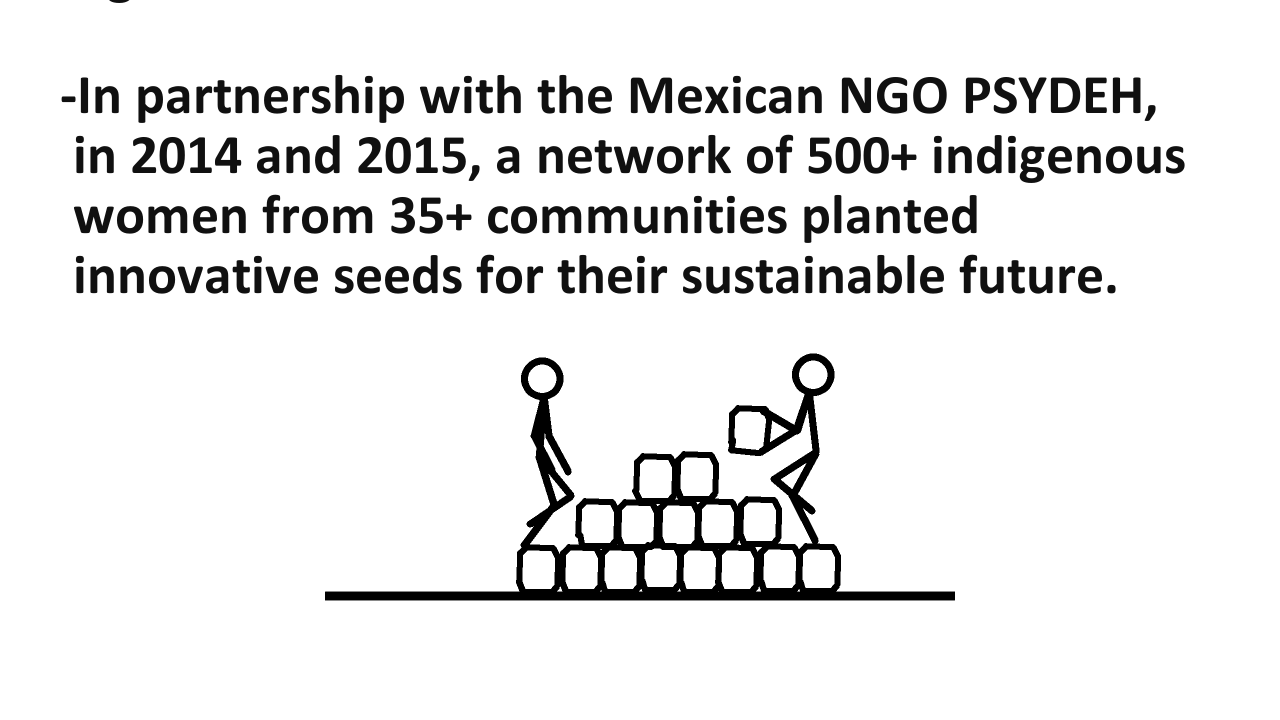 -In partnership with the Mexican NGO PSYDEH,
in 2014 and 2015, a network of 500+ indigenous
women from 35+ communities planted
innovative seeds for their sustainable future.